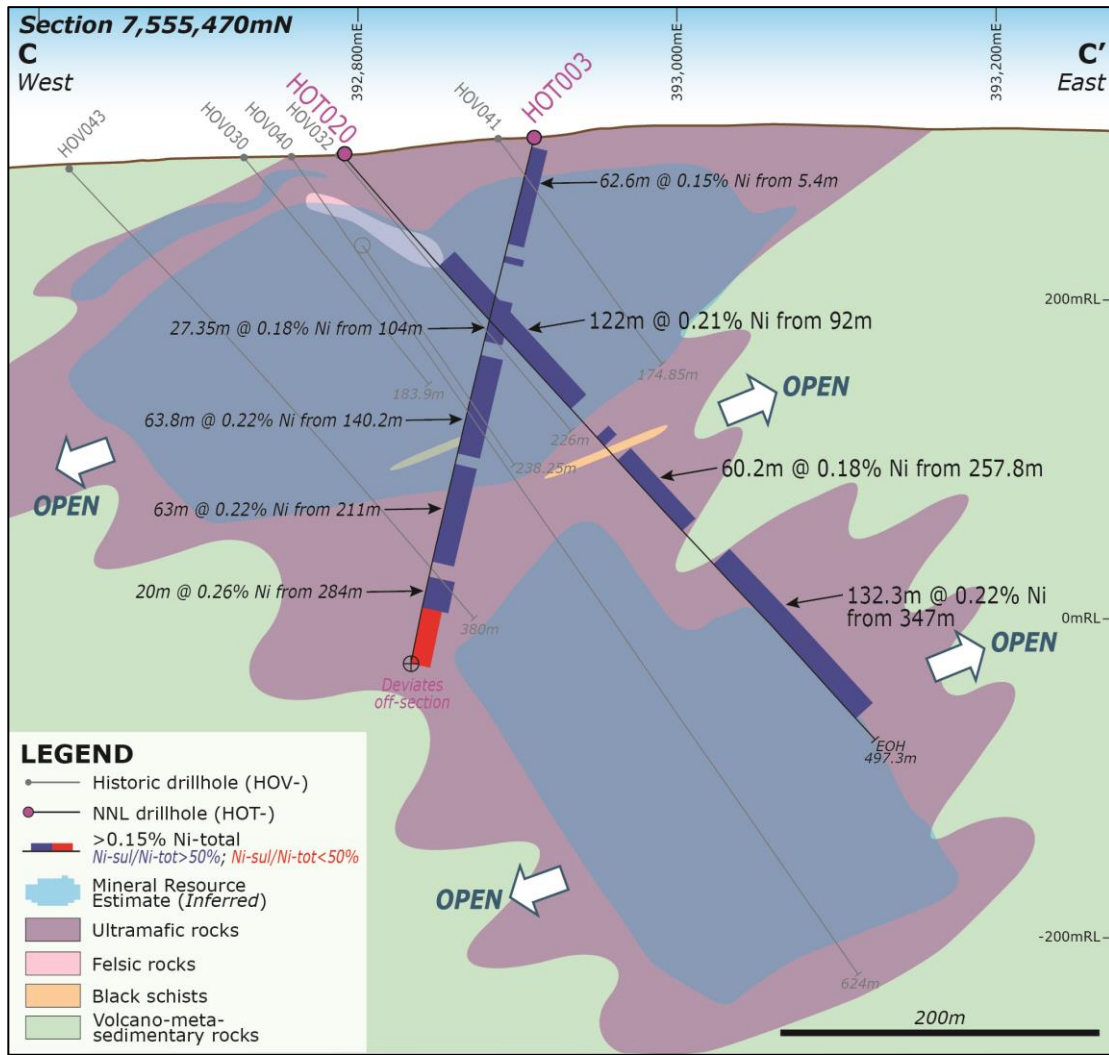 Section 7,555,470mN
C
West
C'
East
392,800mE
393,000mE
393,200mE
HOV043
HOV030
HOV040
HOV032
HOT020
HOV041
HOT003
62.6m @ 0.15% Ni from 5.4m
200mRL
27.35m @ 0.18% Ni from 104m
122m @ 0.21% Ni from 92m
174.85m
183.9m
OPEN
63.8m @ 0.22% Ni from 140.2m
226m
238.25m
60.2m @ 0.18% Ni from 257.8m
OPEN
63m @ 0.22% Ni from 211m
20m @ 0.26% Ni from 284m
132.3m @ 0.22% Ni
from 347m
380m
0mRL
OPEN
Deviates
off-section
EOH
497.3m
OPEN
-200mRL
624m
200m
LEGEND
Historic drillhole (HOV-)
NNL drillhole (HOT-)
>0.15% Ni-total
Ni-sul/Ni-tot>50%; Ni-sul/Ni-tot<50%
Mineral Resource
Estimate (Inferred)
Ultramafic rocks
Felsic rocks
Black schists
Volcano-meta-
sedimentary rocks